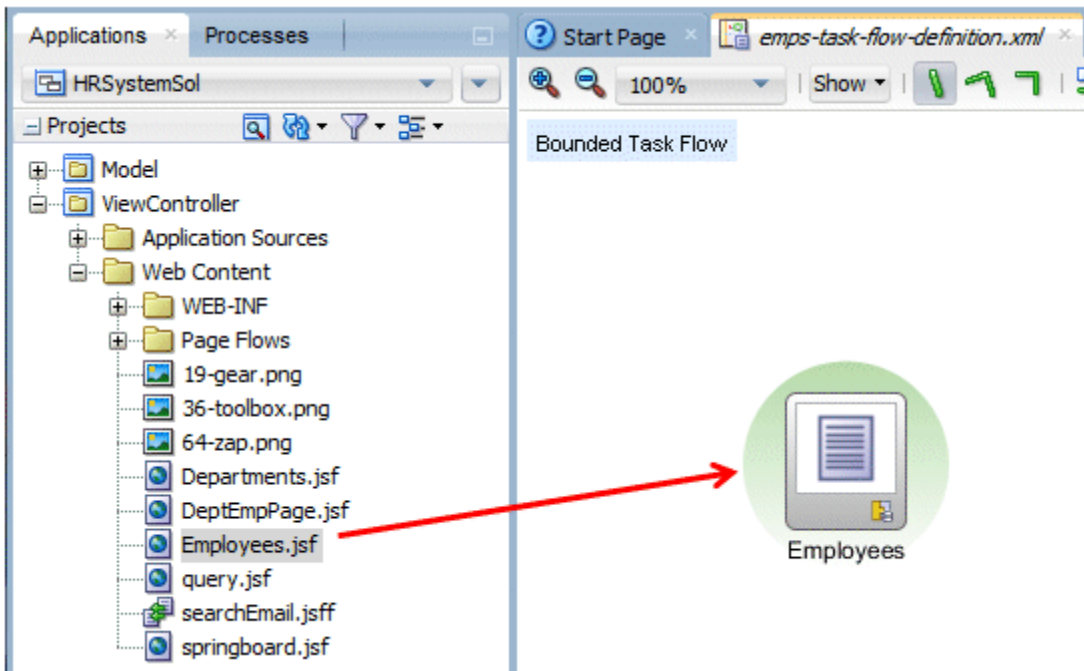 Applications
Processes
HRSystemSol
Projects
Model
ViewController
Application Sources
Web Content
WEB-INF
Page Flows
19-gear.png
36-toolbox.png
64-zap.png
Departments.jsf
DeptEmpPage.jsf
Employees.jsf
query.jsf
searchEmail.jsff
springboard.jsf
Start Page
emps-task-flow-definition.xml
100%
Show
Bounded Task Flow
Employees